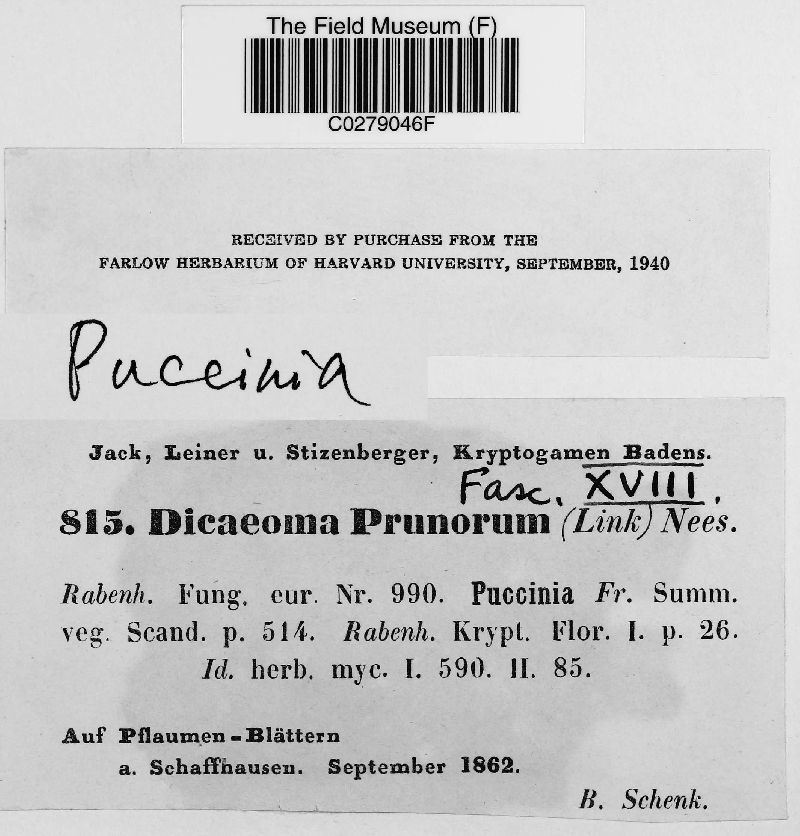 The Field Museum (F)
C0279046F
RECEIVED BY PURCHASE FROM THE
FARLOW HERBARIUM OF HARVARD UNIVERSITY, SEPTEMBER, 1940
Puccinia
Jack, Leiner u. Stizenberger, Kryptogamen Badens.
Fasc. XVIII.
815. Dicaeoma Prunorum (Link) Nees.
Rabenh. Fung. eur. Nr. 990. Puccinia Fr. Summ.
veg. Scand. p. 514. Rabenh. Krypt. Flor. I. p. 26.
Id. herb. myc. I. 590. II. 85.
Auf Pflaumen-Blättern
a. Schaffhausen. September 1862.
B. Schenk.